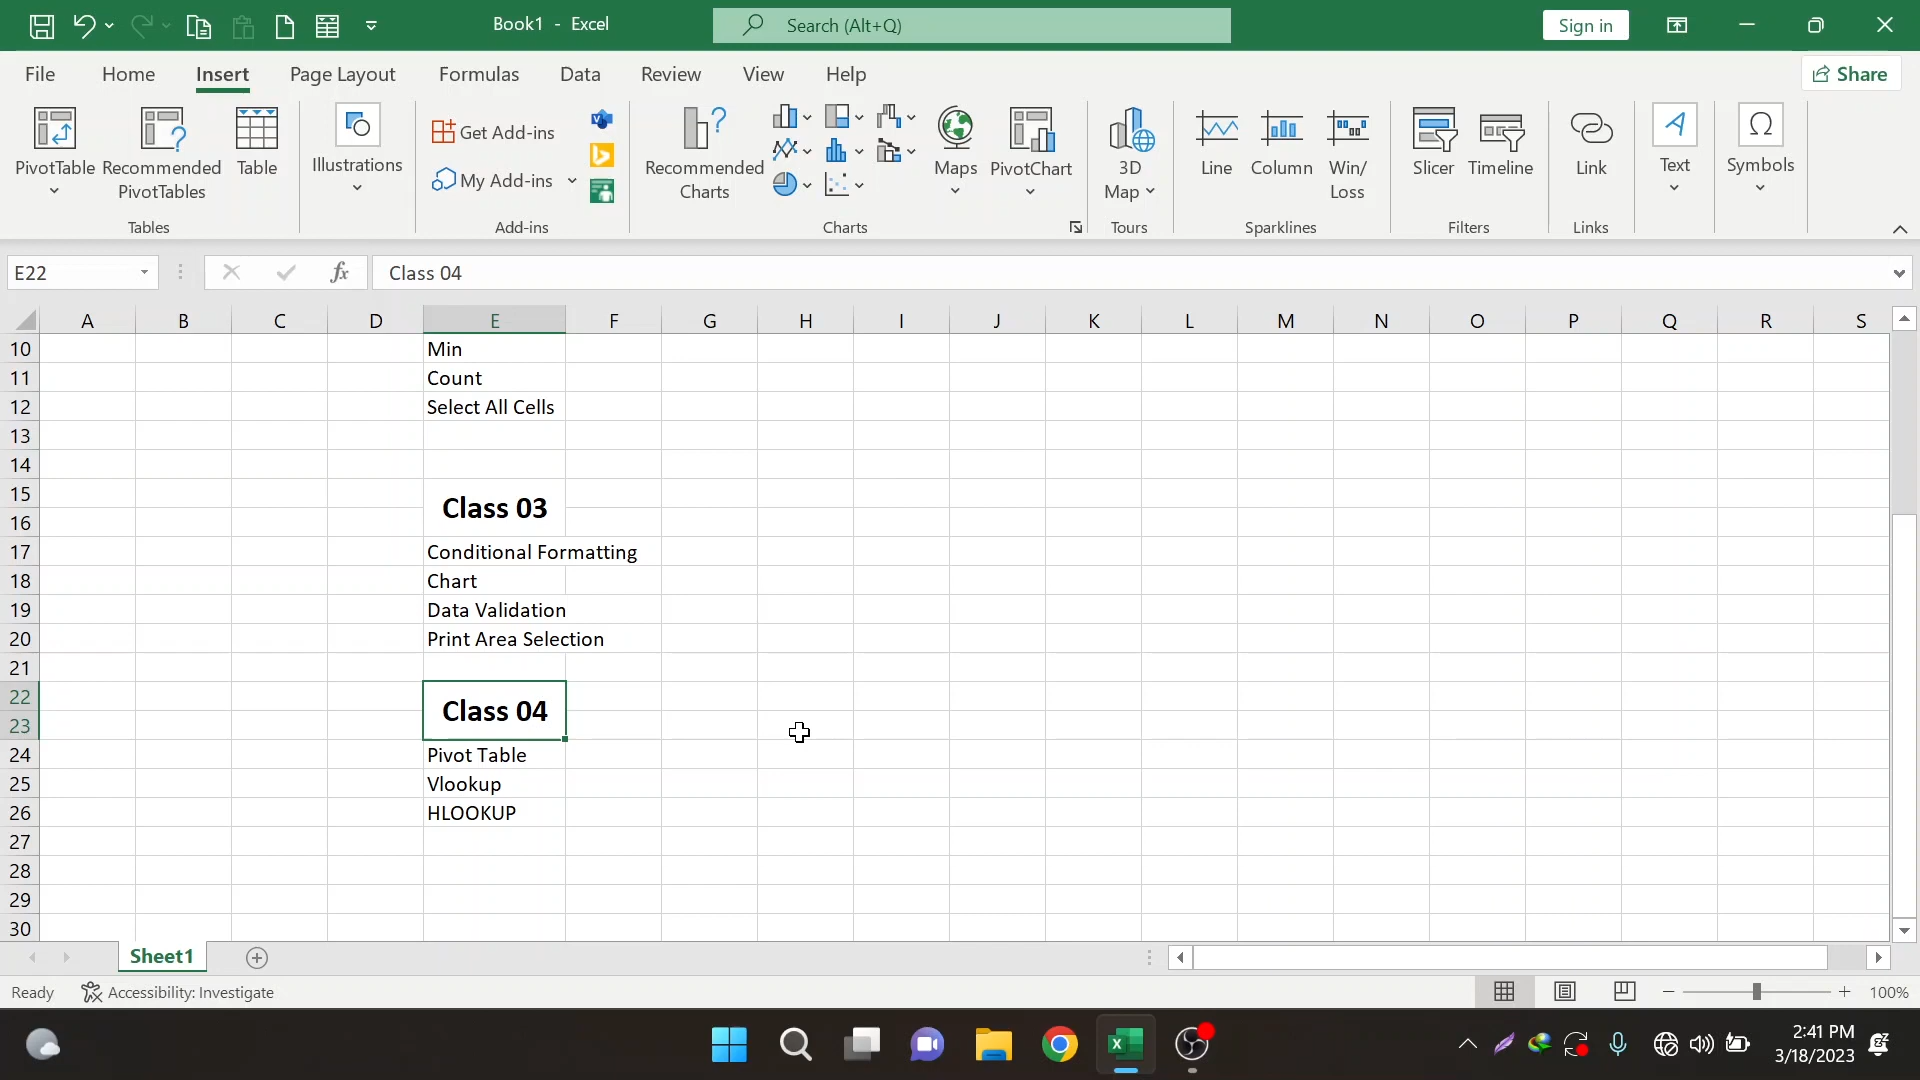 Book1 - Excel
Search (Alt+Q)
Sign in
File Home Insert Page Layout Formulas Data Review View Help
Share
PivotTable
Recommended
PivotTables
Table
Tables
Illustrations
Get Add-ins
My Add-ins
Add-ins
Recommended
Charts
Maps
PivotChart
Charts
3D
Map
Tours
Line
Column
Win/
Loss
Sparklines
Slicer
Timeline
Filters
Link
Links
Text
Symbols
E22
fx
Class 04
A B C D E F G H I J K L M N O P Q R S
10 Min
11 Count
12 Select All Cells
13
14
15
Class 03
16
17 Conditional Formatting
18 Chart
19 Data Validation
20 Print Area Selection
21
22
Class 04
23
24 Pivot Table
25 Vlookup
26 HLOOKUP
27
28
29
30
Sheet1
Ready
Accessibility: Investigate
100%
2:41 PM
3/18/2023